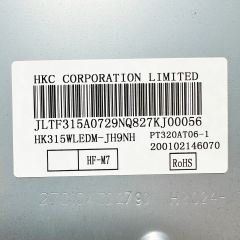 HKC CORPORATION LIMITED
JLTF315A0729NQ827KJ00056
HK315WLEDM-JH9NH PT320AT06-1
200102146070
HF-M7 RoHS